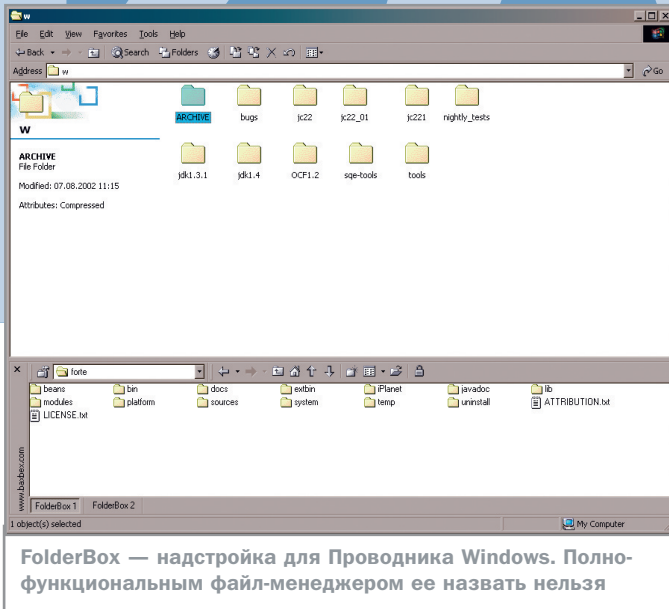 w
File Edit View Favorites Tools Help
Back Search Folders
Address w Go
w
ARCHIVE
File Folder
Modified: 07.08.2002 11:15
Attributes: Compressed
ARCHIVE bugs jc22 jc22_01 jc221 nightly_tests
jdk1.3.1 jdk1.4 OCF1.2 sqe-tools tools
forte
beans bin docs extbin iPlanet javadoc lib
modules platform sources system temp uninstall ATTRIBUTION.txt
LICENSE.txt
www.baxbex.com
FolderBox 1 FolderBox 2
1 object(s) selected My Computer
FolderBox — надстройка для Проводника Windows. Полно-
функциональным файл-менеджером ее назвать нельзя